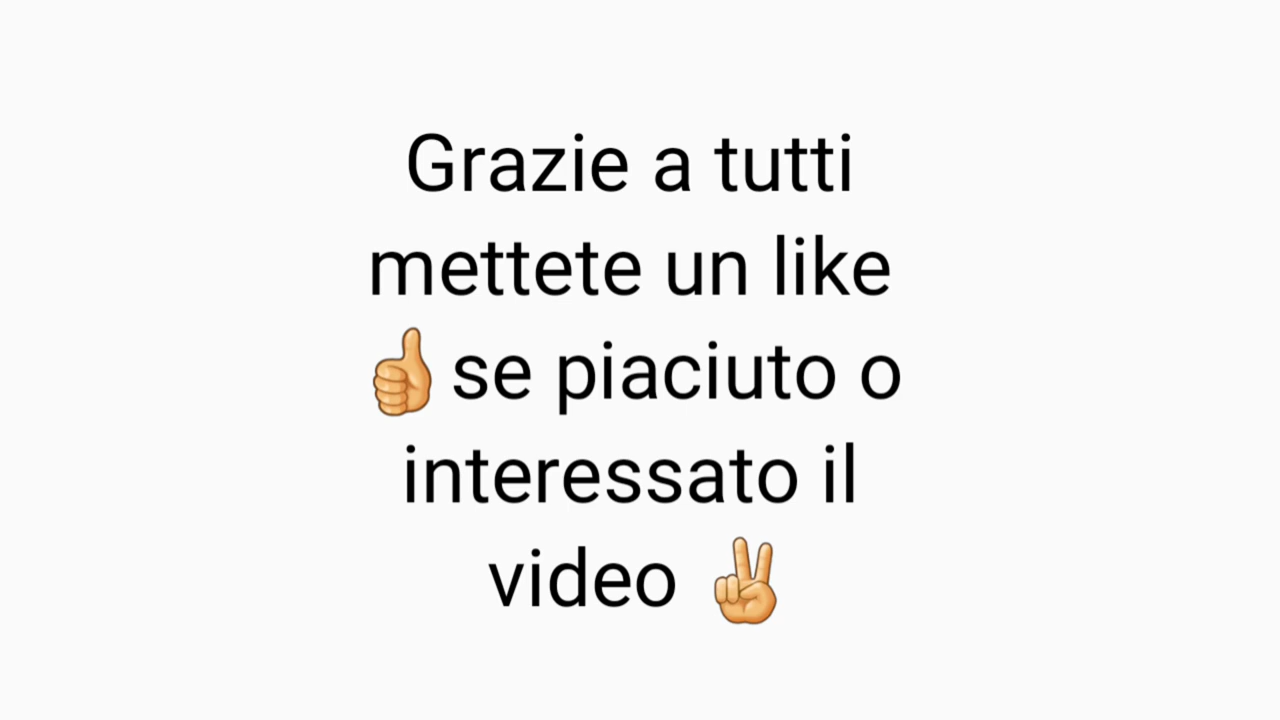 Grazie a tutti
mettete un like
👍se piaciuto o
interessato il
video ✌